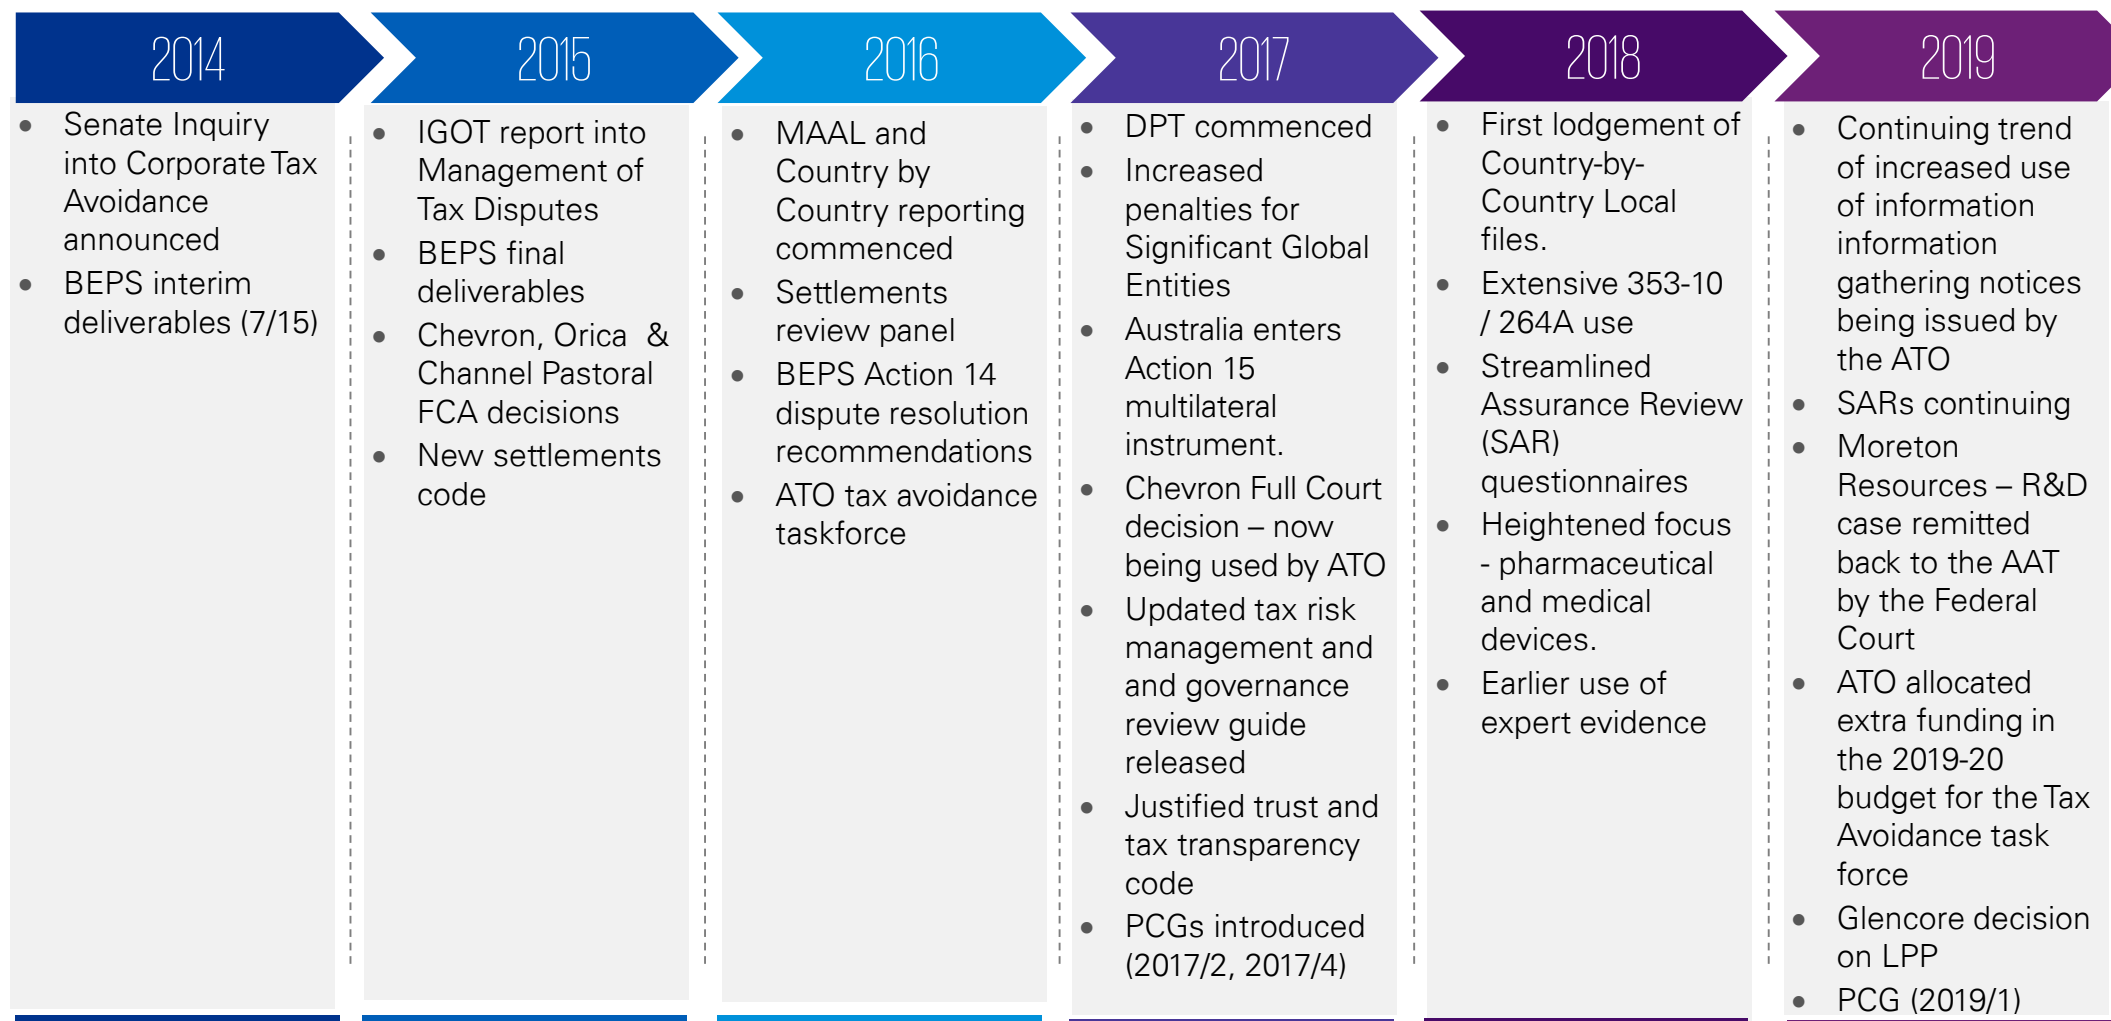 2014
Senate Inquiry
into Corporate Tax
Avoidance
announced
BEPS interim
deliverables (7/15)
2015
IGOT report into
Management of
Tax Disputes
BEPS final
deliverables
Chevron, Orica  &
Channel Pastoral
FCA decisions
New settlements
code
2016
MAAL and
Country by
Country reporting
commenced
Settlements
review panel
BEPS Action 14
dispute resolution
recommendations
ATO tax avoidance
taskforce
2017
DPT commenced
Increased
penalties for
Significant Global
Entities
Australia enters
Action 15
multilateral
instrument.
Chevron Full Court
decision – now
being used by ATO
Updated tax risk
management and
and governance
review guide
released
Justified trust and
tax transparency
code
PCGs introduced
(2017/2, 2017/4)
2018
First lodgement of
Country-by-
Country Local
files.
Extensive 353-10
/ 264A use
Streamlined
Assurance Review
(SAR)
questionnaires
Heightened focus
- pharmaceutical
and medical
devices.
Earlier use of
expert evidence
2019
Continuing trend
of increased use
of information
information
gathering notices
being issued by
the ATO
SARs continuing
Moreton
Resources – R&D
case remitted
back to the AAT
by the Federal
Court
ATO allocated
extra funding in
the 2019-20
budget for the Tax
Avoidance task
force
Glencore decision
on LPP
PCG (2019/1)